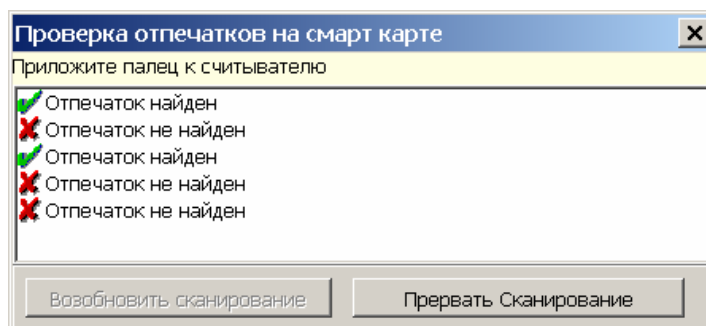 Проверка отпечатков на смарт карте
Приложите палец к считывателю
Отпечаток найден
Отпечаток не найден
Отпечаток найден
Отпечаток не найден
Отпечаток не найден
Возобновить сканирование
Прервать Сканирование